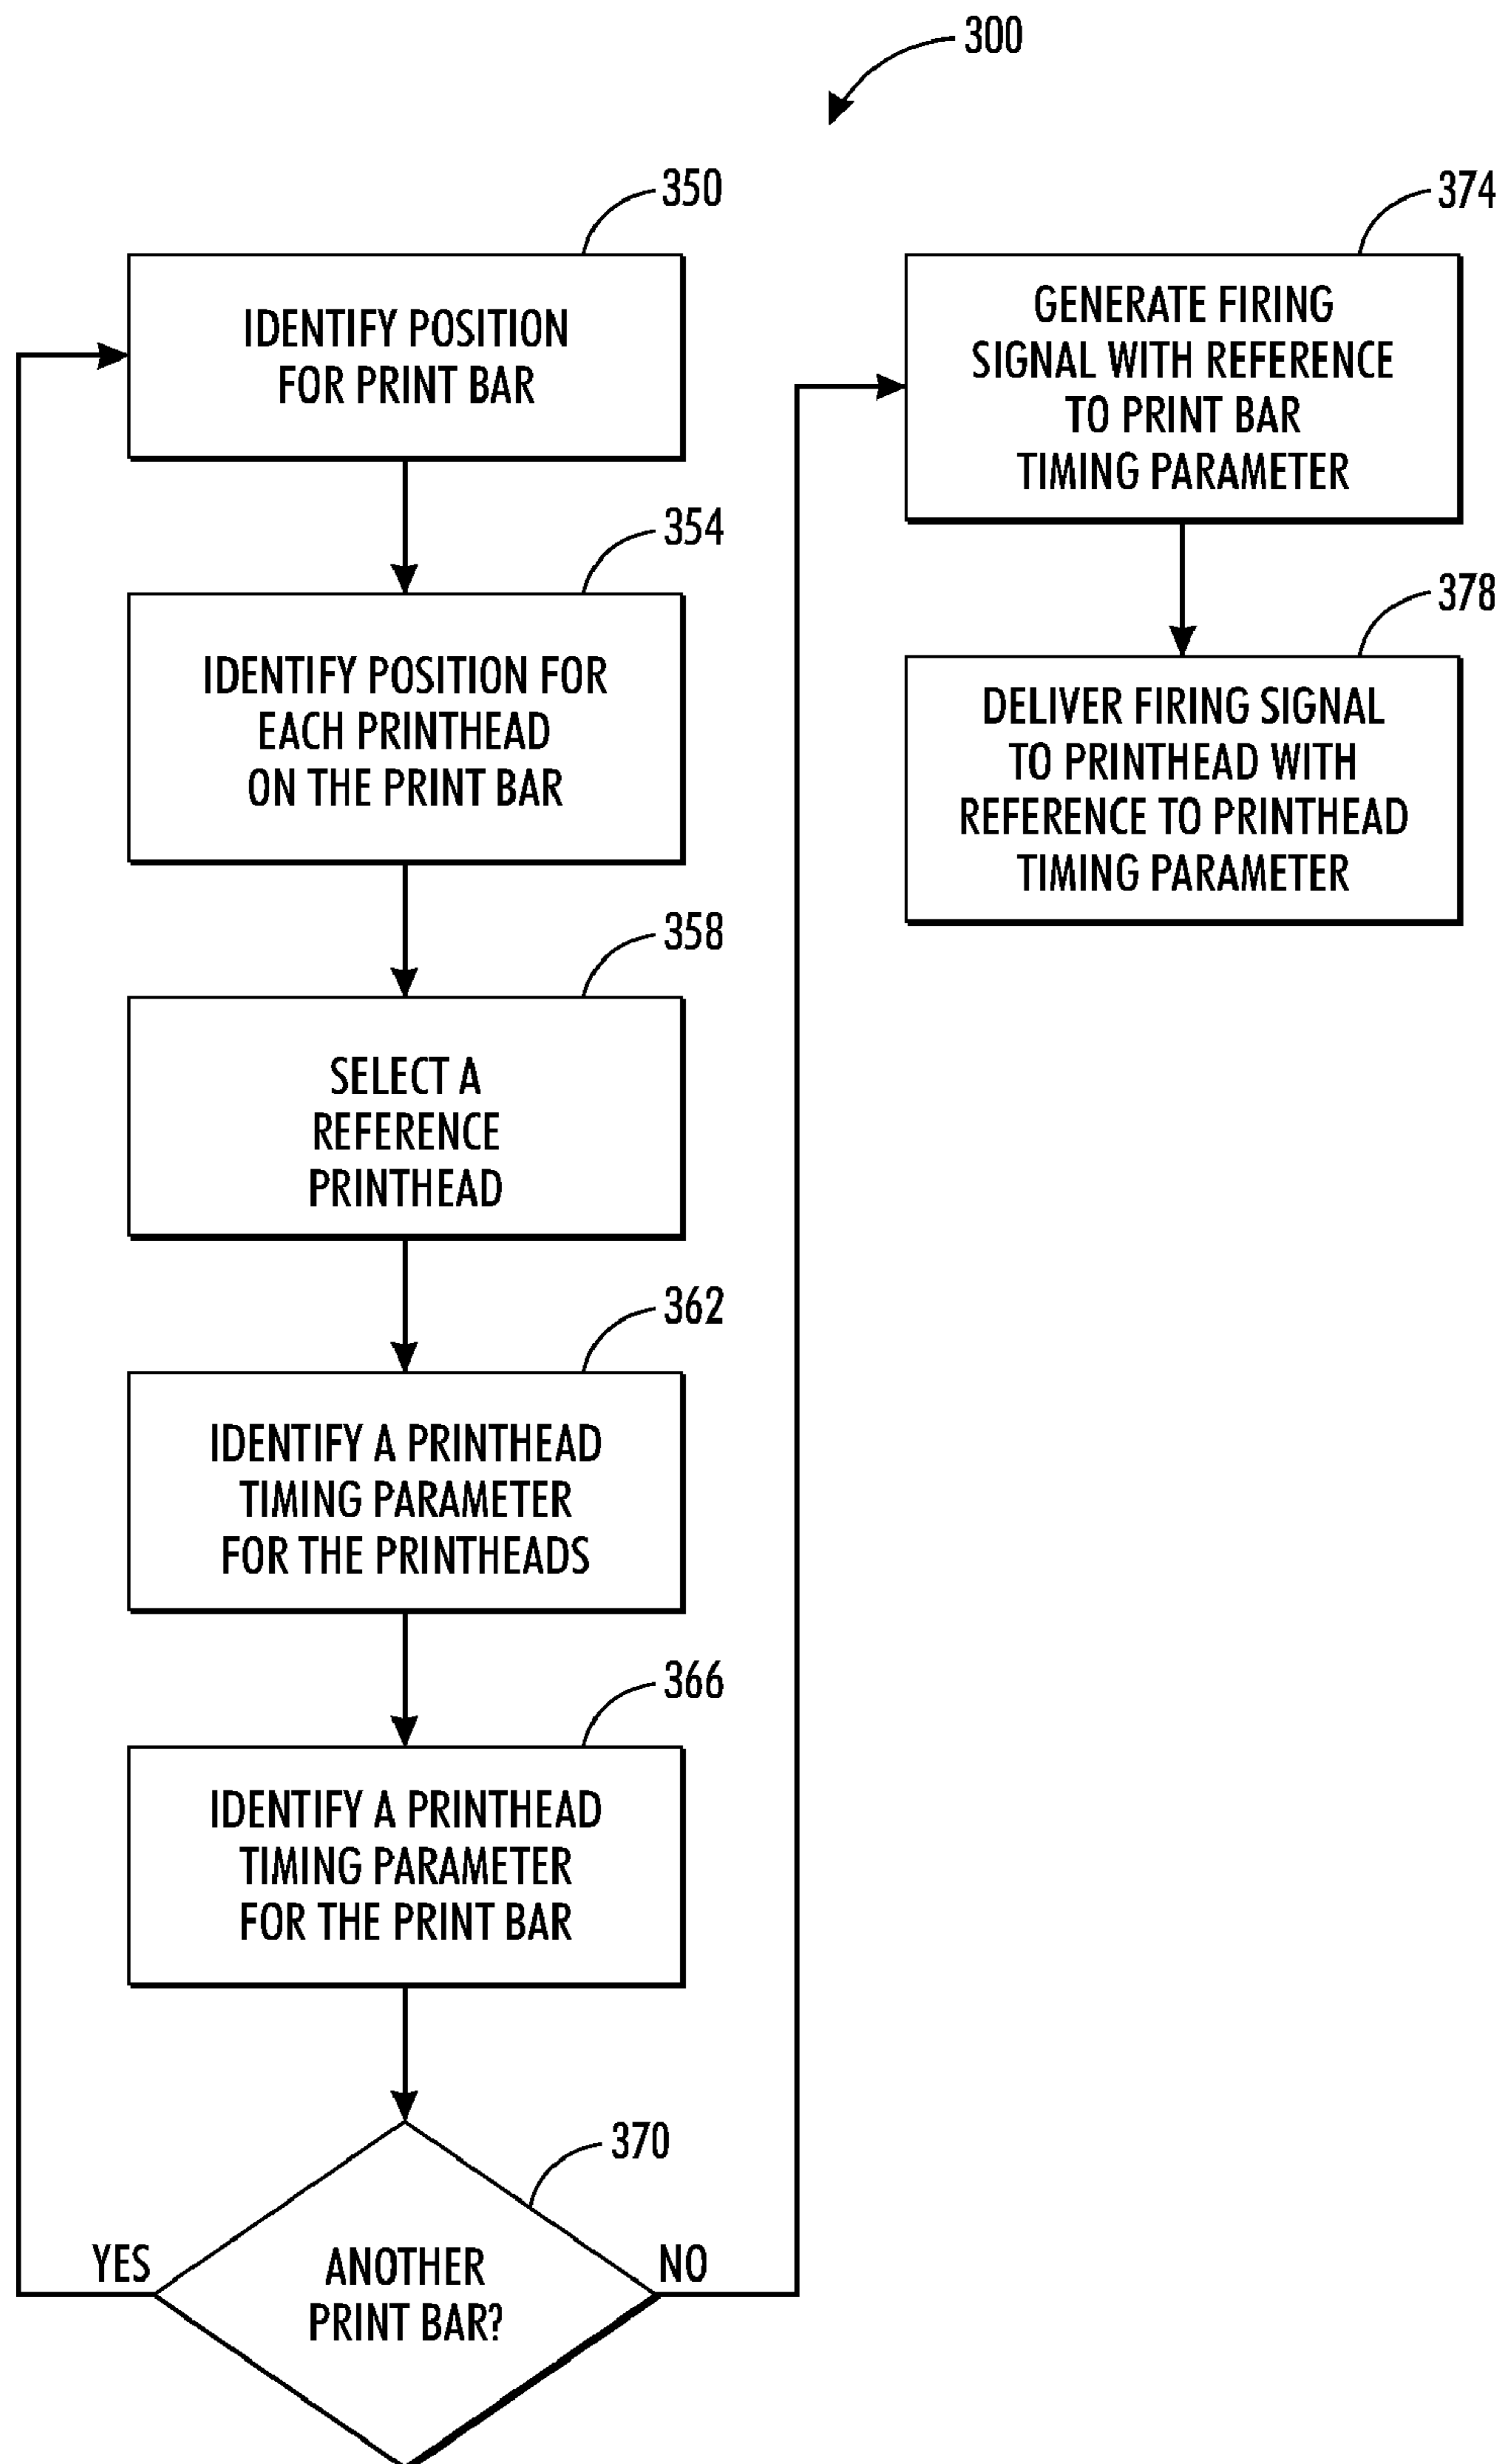 300
350
IDENTIFY POSITION
FOR PRINT BAR
354
IDENTIFY POSITION FOR
EACH PRINTHEAD
ON THE PRINT BAR
358
SELECT A
REFERENCE
PRINTHEAD
362
IDENTIFY A PRINTHEAD
TIMING PARAMETER
FOR THE PRINTHEADS
366
IDENTIFY A PRINTHEAD
TIMING PARAMETER
FOR THE PRINT BAR
370
YES
ANOTHER
PRINT BAR?
NO
374
GENERATE FIRING
SIGNAL WITH REFERENCE
TO PRINT BAR
TIMING PARAMETER
378
DELIVER FIRING SIGNAL
TO PRINTHEAD WITH
REFERENCE TO PRINTHEAD
TIMING PARAMETER